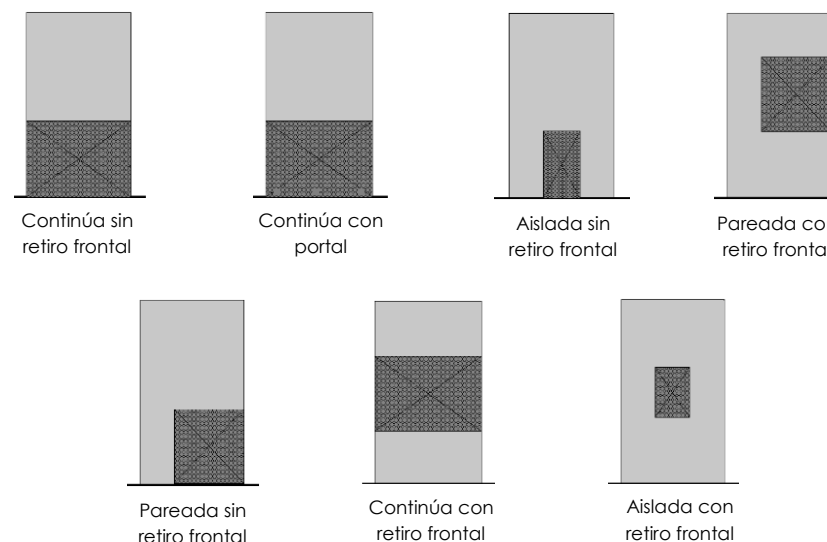 Continúa sin
retiro frontal
Continúa con
portal
Aislada sin
retiro frontal
Pareada co
retiro fronta
Pareada sin
retiro frontal
Continúa con
retiro frontal
Aislada con
retiro frontal